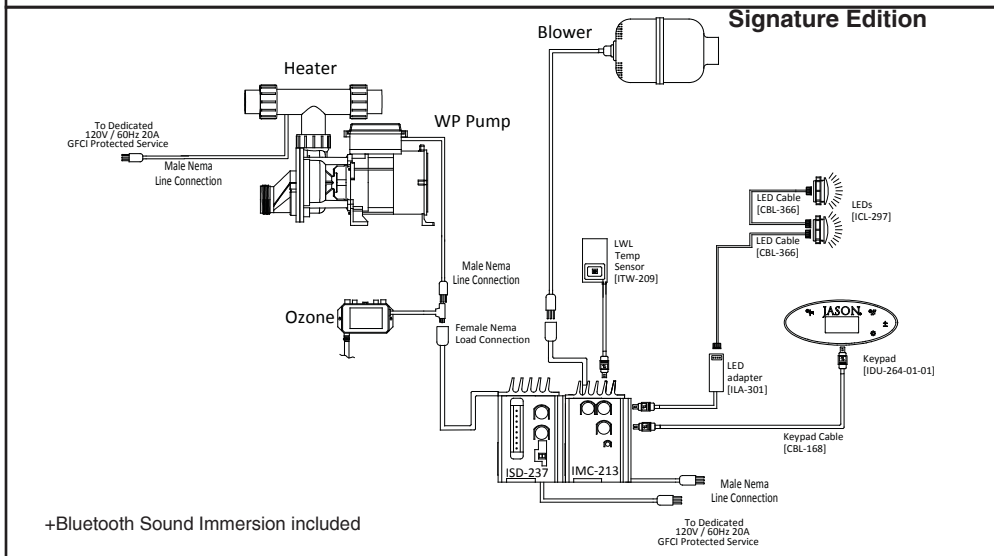 Signature Edition
Blower
Heater
To Dedicated
120V / 60Hz 20A
GFCI Protected Service
Male Nema
Line Connection
WP Pump
LED Cable
[CBL-366]
LEDs
[ICL-297]
LED Cable
[CBL-366]
LWL
Temp
Sensor
[ITW-209]
Male Nema
Line Connection
Ozone
Female Nema
Load Connection
JASON.
Keypad
[IDU-264-01-01]
LED
adapter
[ILA-301]
Keypad Cable
[CBL-168]
ISD-237
IMC-213
Male Nema
Line Connection
To Dedicated
120V / 60Hz 20A
GFCI Protected Service
+Bluetooth Sound Immersion included